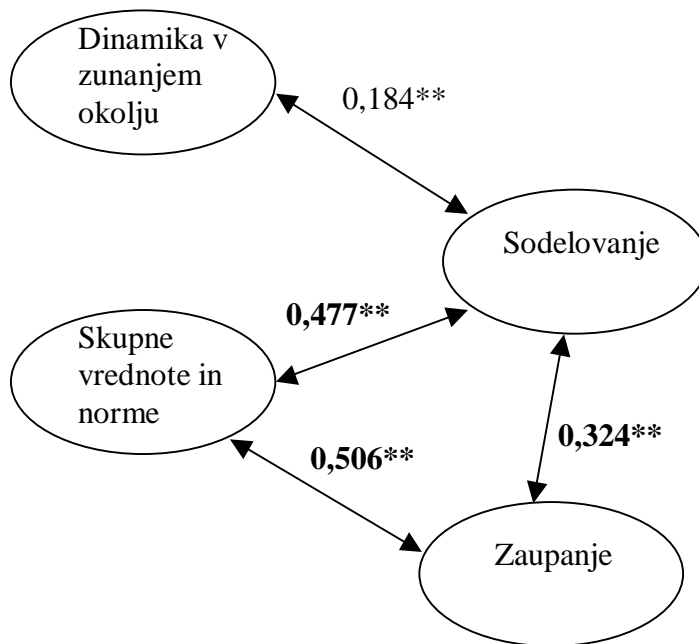 Dinamika v
zunanjem
okolju
0,184**
Sodelovanje
0,477**
Skupne
vrednote in
norme
0,324**
0,506**
Zaupanje